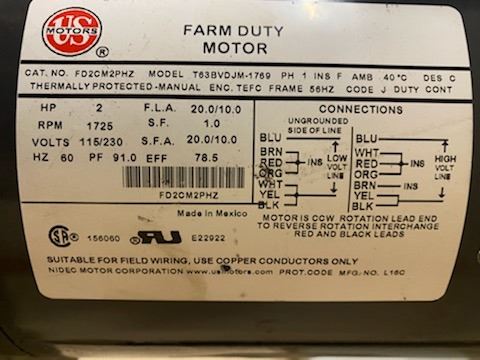 US
MOTORS
®
FARM DUTY
MOTOR
CAT. NO. FD2CM2PHZ MODEL T63BVDJM-1769 PH 1 INS F AMB 40°C DES C
THERMALLY PROTECTED-MANUAL ENC. TEFC FRAME 56HZ CODE J DUTY CONT
HP 2 F.L.A. 20.0/10.0
RPM 1725 S.F. 1.0
VOLTS 115/230 S.F.A. 20.0/10.0
HZ 60 PF 91.0 EFF 78.5
FD2CM2PHZ
Made in Mexico
CONNECTIONS
UNGROUNDED
SIDE OF LINE
BLU
BRN
RED INS
ORG
WHT
YEL
BLK
LOW
VOLT
LINE
BLU
WHT
RED INS
ORG
BRN
YEL
BLK
HIGH
VOLT
LINE
MOTOR IS CCW ROTATION LEAD END
TO REVERSE ROTATION INTERCHANGE
RED AND BLACK LEADS
156060 E22922
SUITABLE FOR FIELD WIRING, USE COPPER CONDUCTORS ONLY
NIDEC MOTOR CORPORATION www.usmotors.com PROT.CODE MFG.NO. L16C